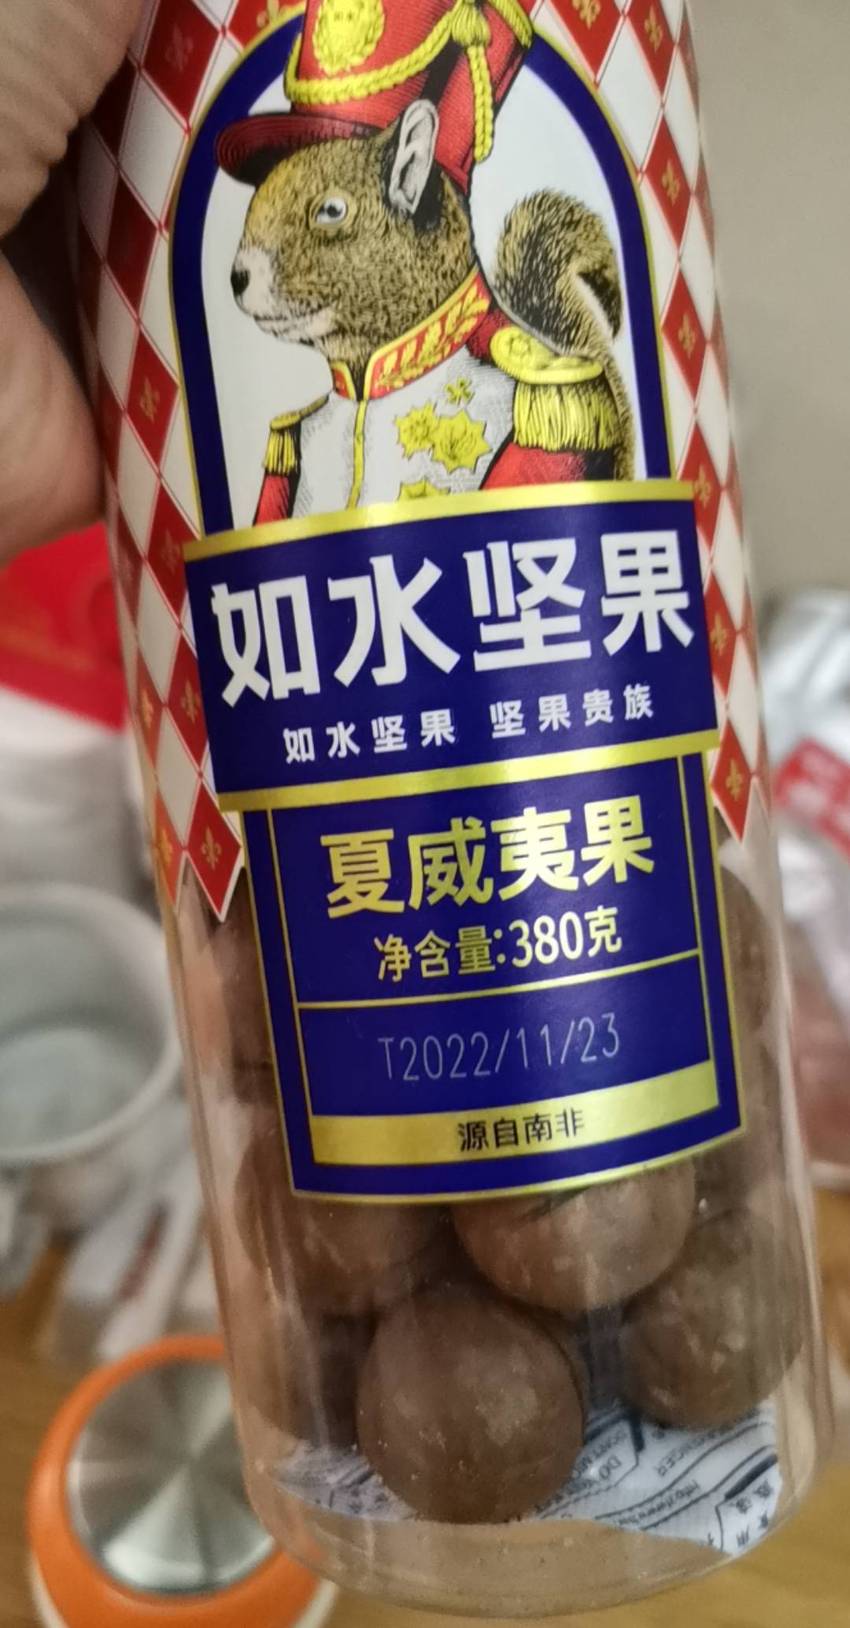 如水坚果
如水坚果 坚果贵族
夏威夷果
净含量:380克
T2022/11/23
源自南非